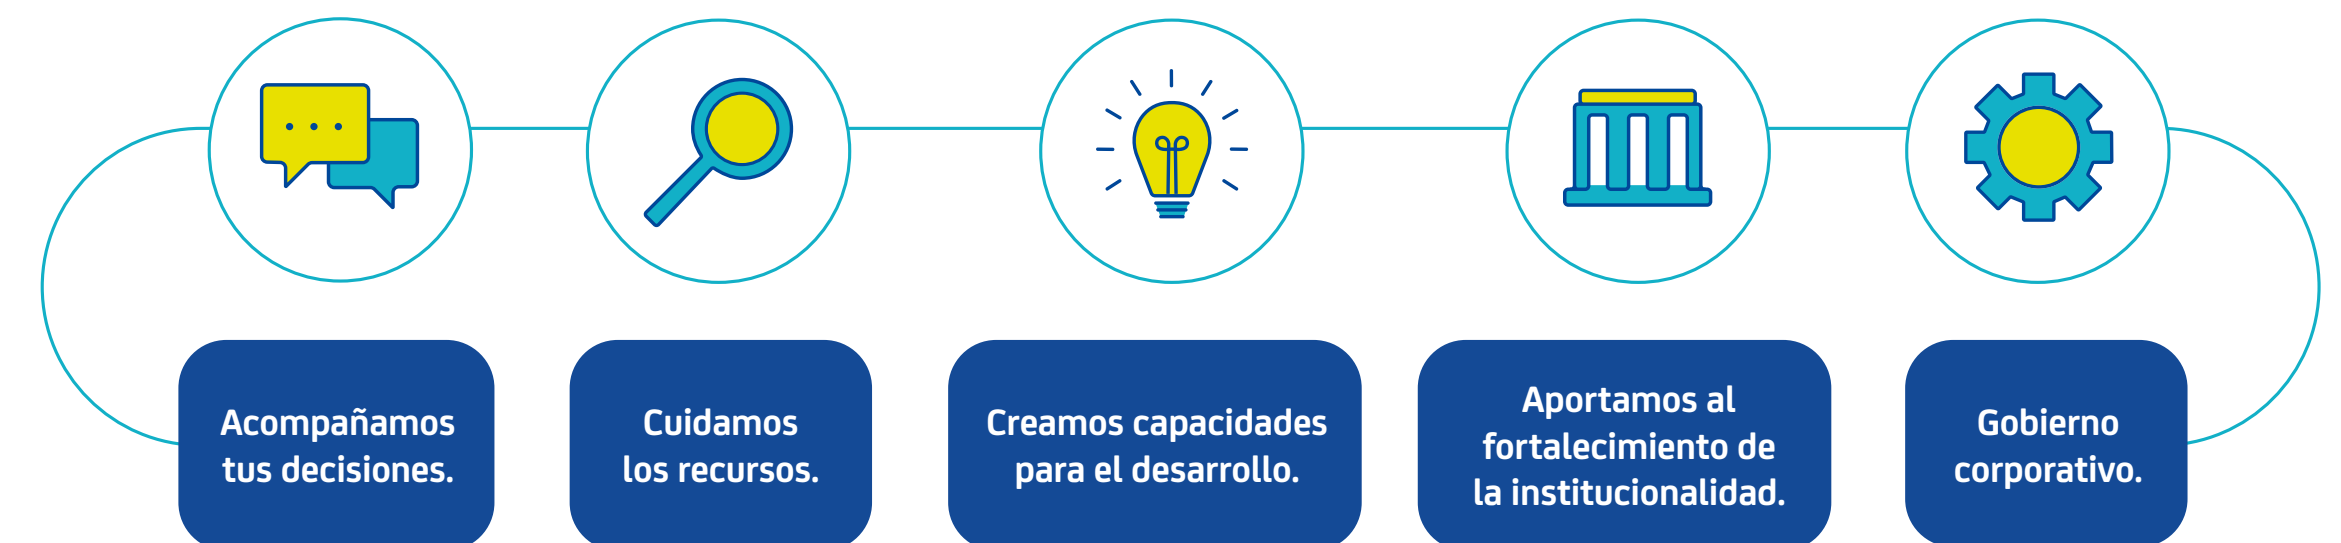 Acompañamos
tus decisiones.
Cuidamos
los recursos.
Creamos capacidades
para el desarrollo.
Aportamos al
fortalecimiento de
la institucionalidad.
Gobierno
corporativo.